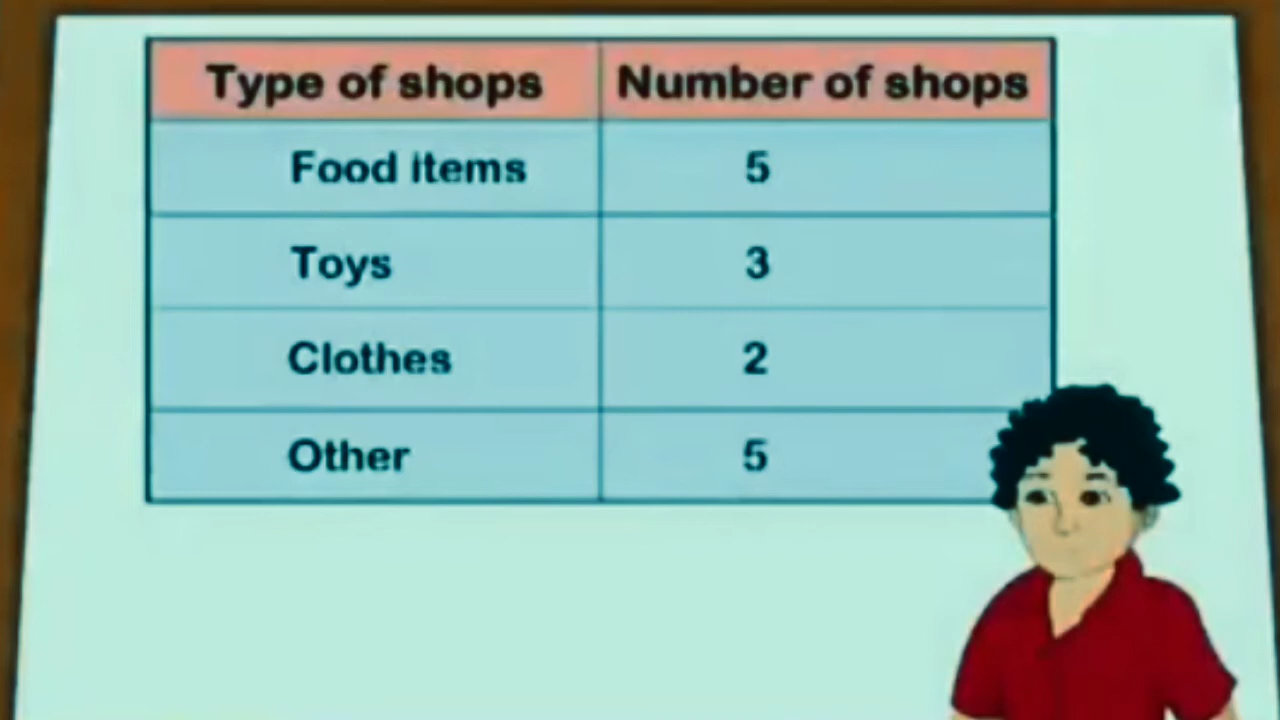 Type of shops Number of shops
Food items 5
Toys 3
Clothes 2
Other 5